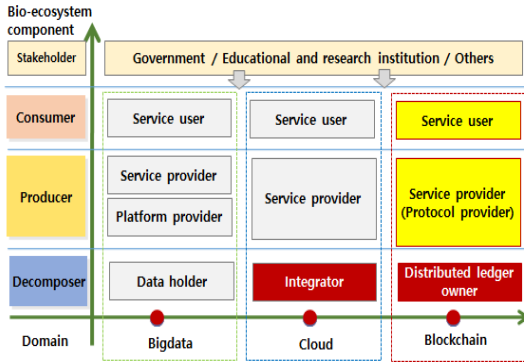 Bio-ecosystem
component
Stakeholder
Government / Educational and research institution / Others
Consumer
Service user
Service user
Service user
Producer
Service provider
Platform provider
Service provider
Service provider
(Protocol provider)
Decomposer
Data holder
Integrator
Distributed ledger
owner
Domain
Bigdata
Cloud
Blockchain